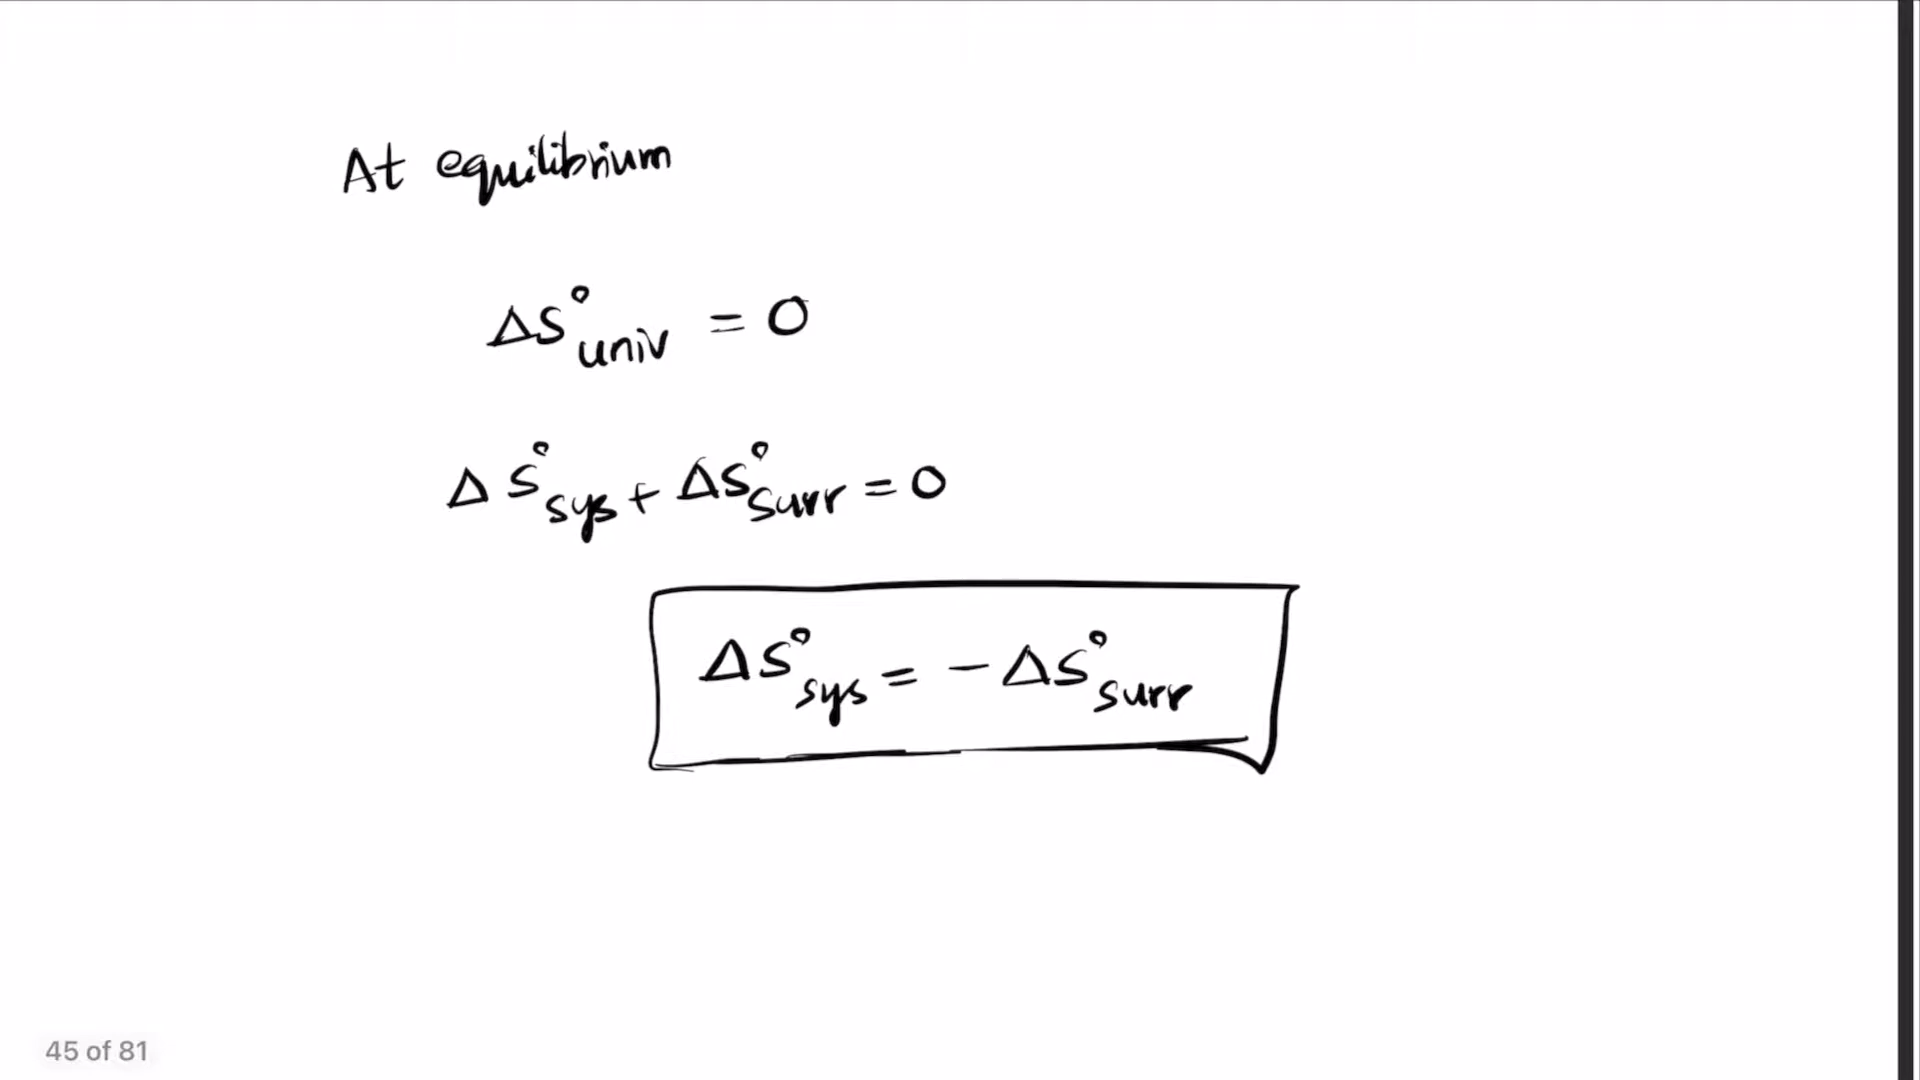 At equilibrium
ΔS°univ = 0
ΔS°sys + ΔS°surr = 0
ΔS°sys = - ΔS°surr
45 of 81